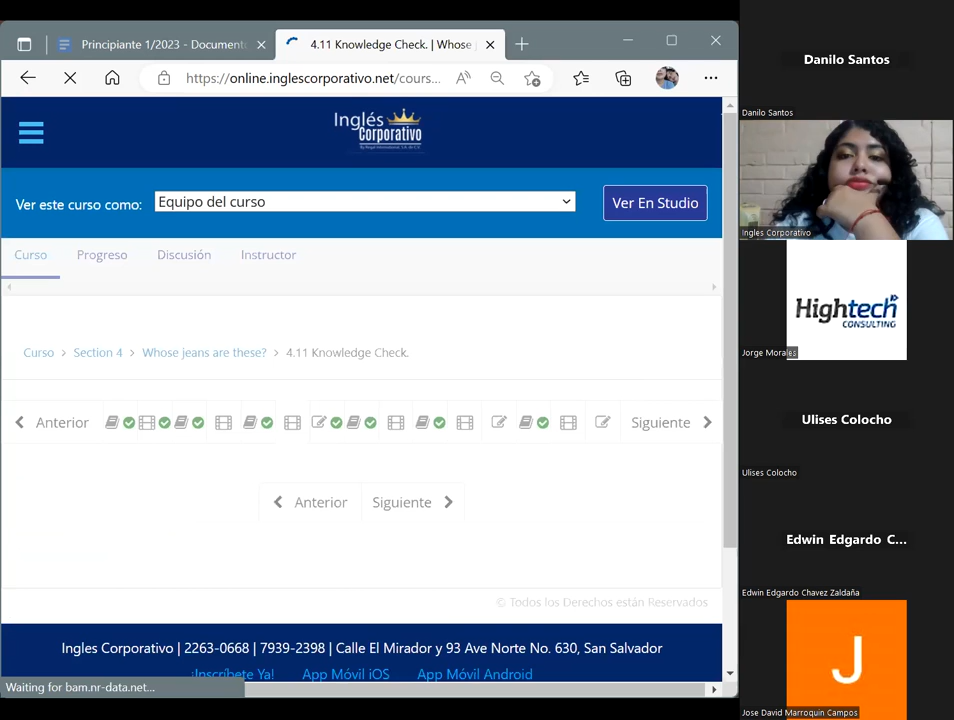 Principiante 1/2023 - Document
4.11 Knowledge Check. | Whose j
https://online.inglescorporativo.net/cours...
Inglés
Corporativo
Ver este curso como:
Equipo del curso
Ver En Studio
Curso
Progreso
Discusión
Instructor
Curso > Section 4 > Whose jeans are these? > 4.11 Knowledge Check.
Anterior
Siguiente
Anterior
Siguiente
© Todos los Derechos están Reservados
Ingles Corporativo | 2263-0668 | 7939-2398 | Calle El Mirador y 93 Ave Norte No. 630, San Salvador
¡Inscríbete Ya!
App Móvil iOS
App Móvil Android
Waiting for bam.nr-data.net...
Danilo Santos
Danilo Santos
Ingles Corporativo
Hightech
CONSULTING
Jorge Morales
Ulises Colocho
Ulises Colocho
Edwin Edgardo C...
Edwin Edgardo Chavez Zaldaña
J
Jose David Marroquin Campos